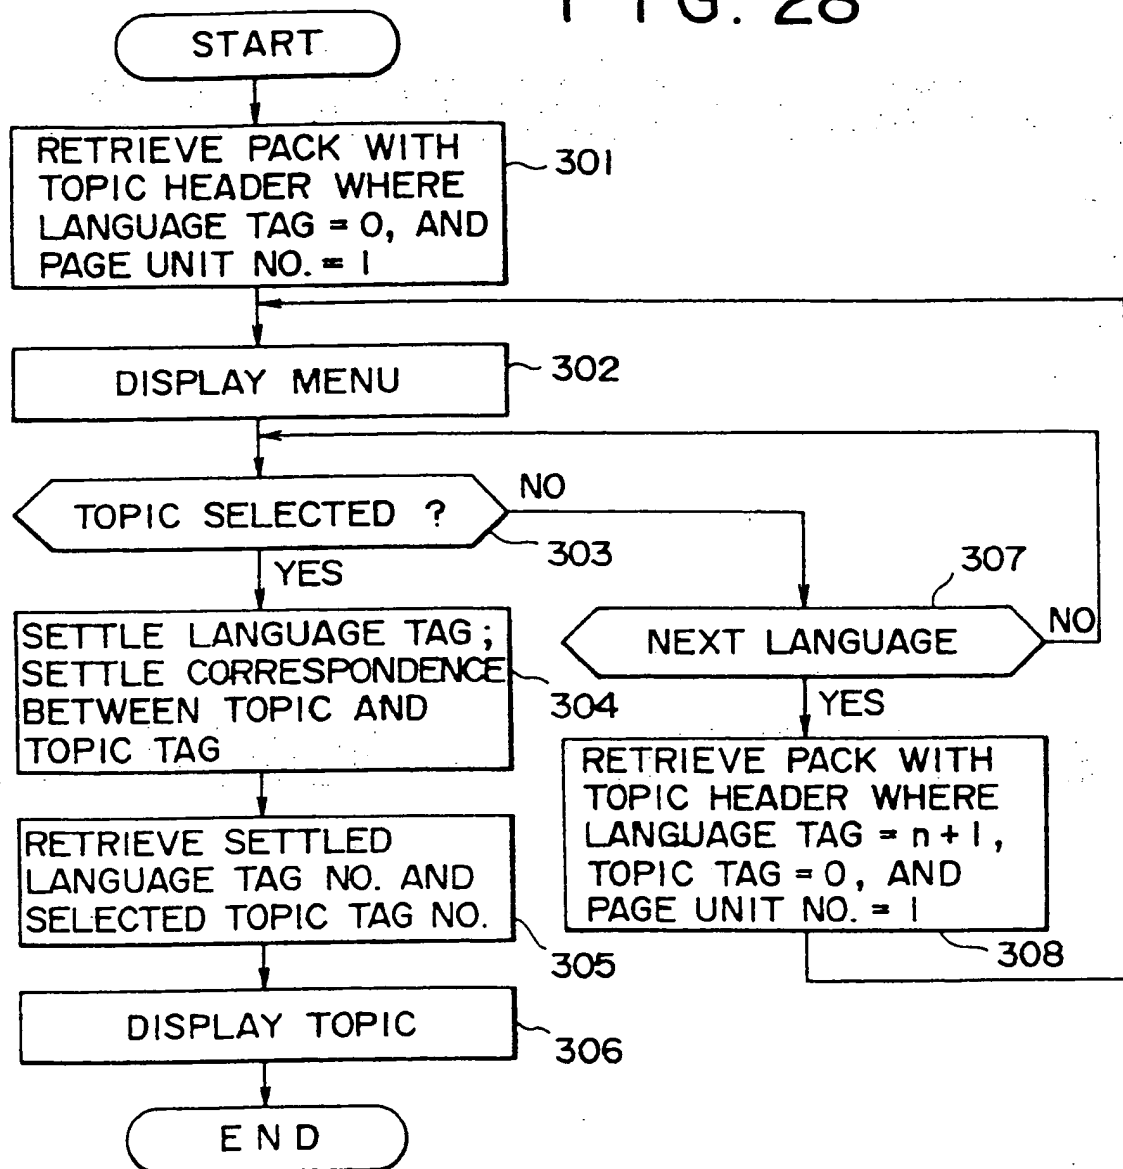 FIG. 28
START
RETRIEVE PACK WITH
TOPIC HEADER WHERE
LANGUAGE TAG = 0, AND
PAGE UNIT NO. = 1
301
DISPLAY MENU
302
TOPIC SELECTED ?
NO
303
YES
SETTLE LANGUAGE TAG ;
SETTLE CORRESPONDENCE
BETWEEN TOPIC AND
TOPIC TAG
304
RETRIEVE SETTLED
LANGUAGE TAG NO. AND
SELECTED TOPIC TAG NO.
305
DISPLAY TOPIC
306
END
307
NEXT LANGUAGE
NO
YES
RETRIEVE PACK WITH
TOPIC HEADER WHERE
LANGUAGE TAG = n + 1,
TOPIC TAG = 0, AND
PAGE UNIT NO. = 1
308